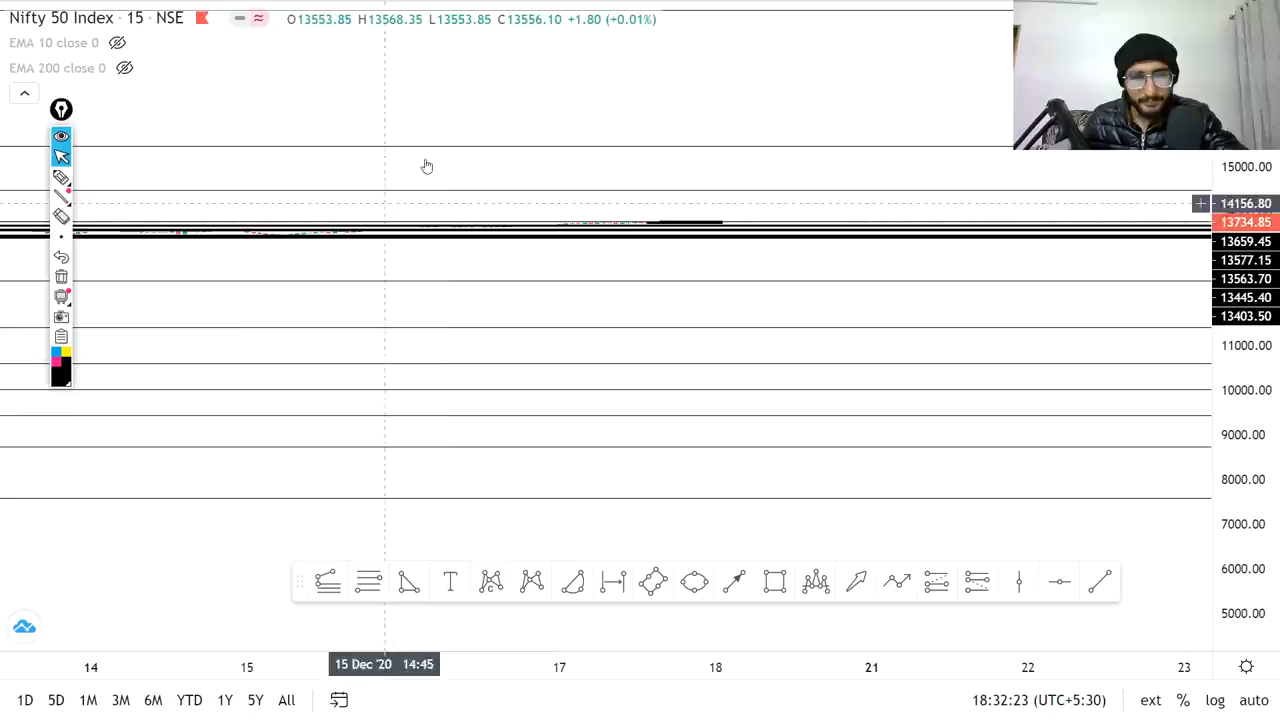 Nifty 50 Index · 15 · NSE
O13553.85 H13568.35 L13553.85 C13556.10 +1.80 (+0.01%)
EMA 10 close 0
EMA 200 close 0
15000.00
14156.80
13734.85
13659.45
13577.15
13563.70
13445.40
13403.50
11000.00
10000.00
9000.00
8000.00
7000.00
6000.00
5000.00
T
C
14 15 15 Dec '20 14:45 17 18 21 22 23
1D 5D 1M 3M 6M YTD 1Y 5Y All 18:32:23 (UTC+5:30) ext % log auto